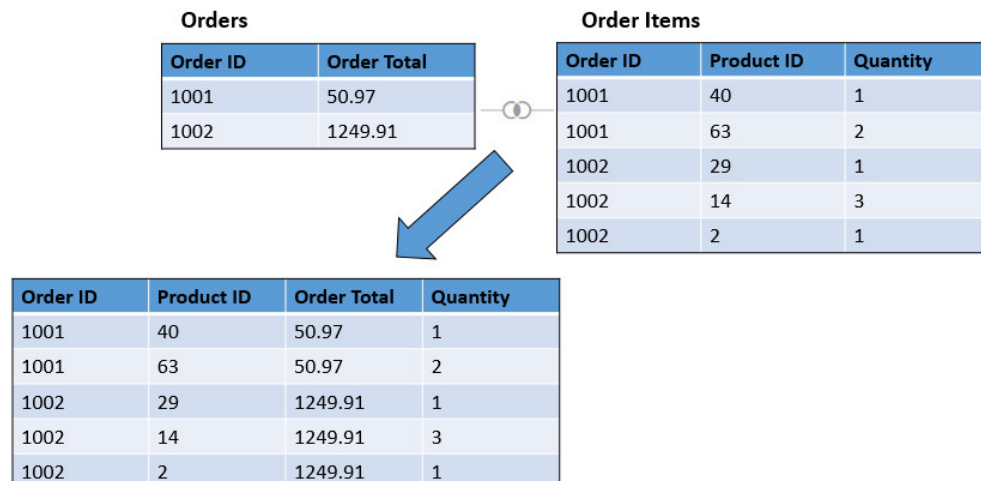 Orders
Order ID Order Total
1001 50.97
1002 1249.91
Order Items
Order ID Product ID Quantity
1001 40 1
1001 63 2
1002 29 1
1002 14 3
1002 2 1
Order ID Product ID Order Total Quantity
1001 40 50.97 1
1001 63 50.97 2
1002 29 1249.91 1
1002 14 1249.91 3
1002 2 1249.91 1